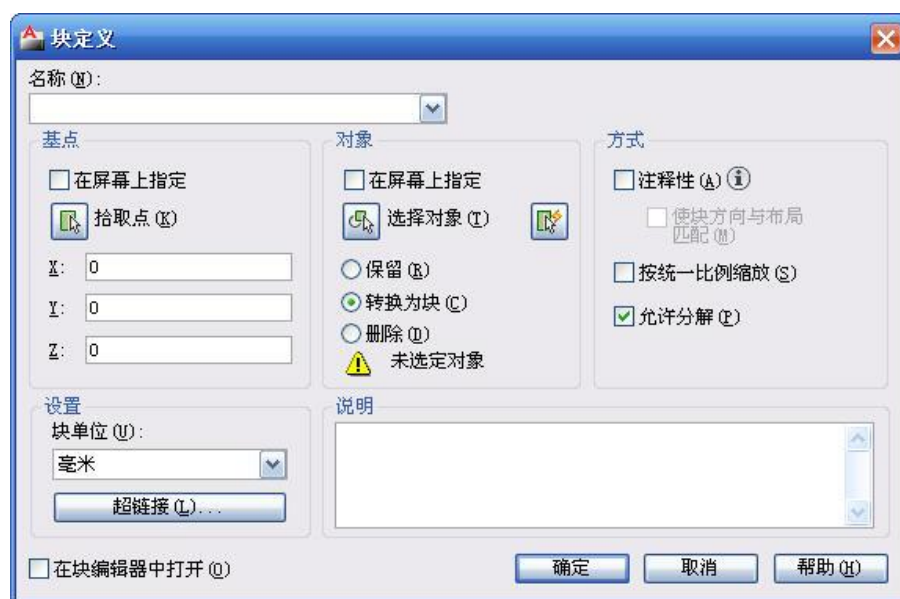 块定义
名称(N):
基点
在屏幕上指定
拾取点(K)
X: 0
Y: 0
Z: 0
对象
在屏幕上指定
选择对象(T)
保留(R)
转换为块(C)
删除(D)
未选定对象
方式
注释性(A)
使块方向与布局
匹配(M)
按统一比例缩放(S)
允许分解(P)
设置
块单位(U):
毫米
超链接(L)...
说明
在块编辑器中打开(O)
确定
取消
帮助(H)